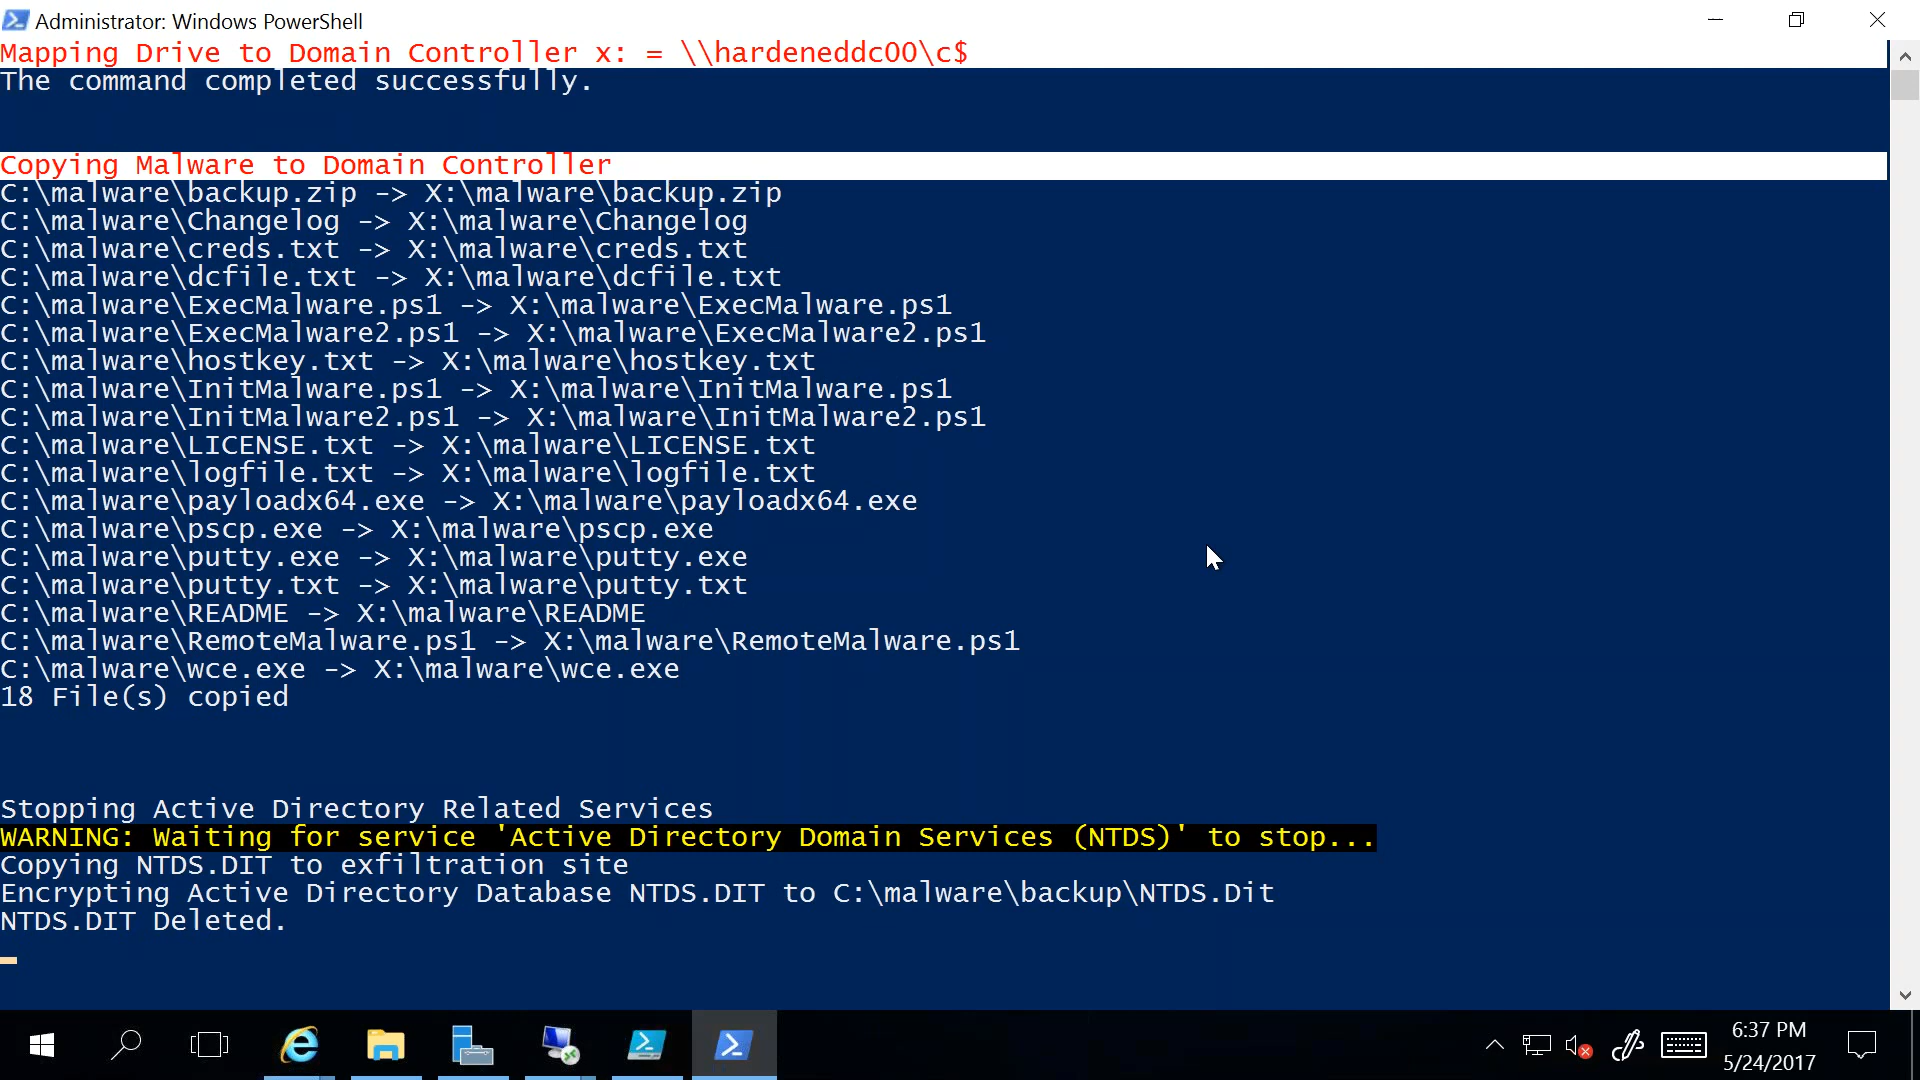 Administrator: Windows PowerShell
Mapping Drive to Domain Controller x: = \\hardeneddc00\c$
The command completed successfully.
Copying Malware to Domain Controller
C:\malware\backup.zip -> X:\malware\backup.zip
C:\malware\Changelog -> X:\malware\Changelog
C:\malware\creds.txt -> X:\malware\creds.txt
C:\malware\dcfile.txt -> X:\malware\dcfile.txt
C:\malware\ExecMalware.ps1 -> X:\malware\ExecMalware.ps1
C:\malware\ExecMalware2.ps1 -> X:\malware\ExecMalware2.ps1
C:\malware\hostkey.txt -> X:\malware\hostkey.txt
C:\malware\InitMalware.ps1 -> X:\malware\InitMalware.ps1
C:\malware\InitMalware2.ps1 -> X:\malware\InitMalware2.ps1
C:\malware\LICENSE.txt -> X:\malware\LICENSE.txt
C:\malware\logfile.txt -> X:\malware\logfile.txt
C:\malware\payloadx64.exe -> X:\malware\payloadx64.exe
C:\malware\pscp.exe -> X:\malware\pscp.exe
C:\malware\putty.exe -> X:\malware\putty.exe
C:\malware\putty.txt -> X:\malware\putty.txt
C:\malware\README -> X:\malware\README
C:\malware\RemoteMalware.ps1 -> X:\malware\RemoteMalware.ps1
C:\malware\wce.exe -> X:\malware\wce.exe
18 File(s) copied
Stopping Active Directory Related Services
WARNING: Waiting for service 'Active Directory Domain Services (NTDS)' to stop...
Copying NTDS.DIT to exfiltration site
Encrypting Active Directory Database NTDS.DIT to C:\malware\backup\NTDS.Dit
NTDS.DIT Deleted.
6:37 PM
5/24/2017